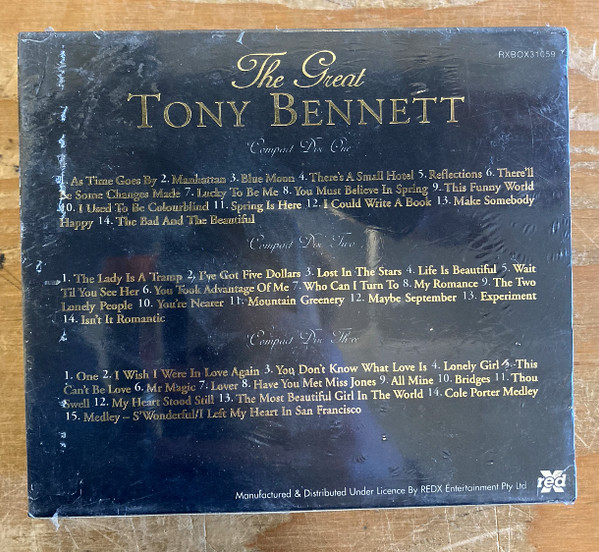 The Great
RXBOX31059
TONY BENNETT
Compact Disc One
1. As Time Goes By 2. Manhattan 3. Blue Moon 4. There's A Small Hotel 5. Reflections 6. There'll
Be Some Changes Made 7. Lucky To Be Me 8. You Must Believe In Spring 9. This Funny World
10. I Used To Be Colourblind 11. Spring Is Here 12. I Could Write A Book 13. Make Somebody
Happy 14. The Bad And The Beautiful
Compact Disc Two
1. The Lady Is A Tramp 2. I've Got Five Dollars 3. Lost In The Stars 4. Life Is Beautiful 5. Wait
Til You See Her 6. You Took Advantage Of Me 7. Who Can I Turn To 8. My Romance 9. The Two
Lonely People 10. You're Nearer 11. Mountain Greenery 12. Maybe September 13. Experiment
14. Isn't It Romantic
Compact Disc Three
1. One 2. I Wish I Were In Love Again 3. You Don't Know What Love Is 4. Lonely Girl 5. This
Can't Be Love 6. Mr Magic 7. Lover 8. Have You Met Miss Jones 9. All Mine 10. Bridges 11. Thou
Swell 12. My Heart Stood Still 13. The Most Beautiful Girl In The World 14. Cole Porter Medley
15. Medley – S'Wonderful/I Left My Heart In San Francisco
Manufactured & Distributed Under Licence By REDX Entertainment Pty Ltd
red X